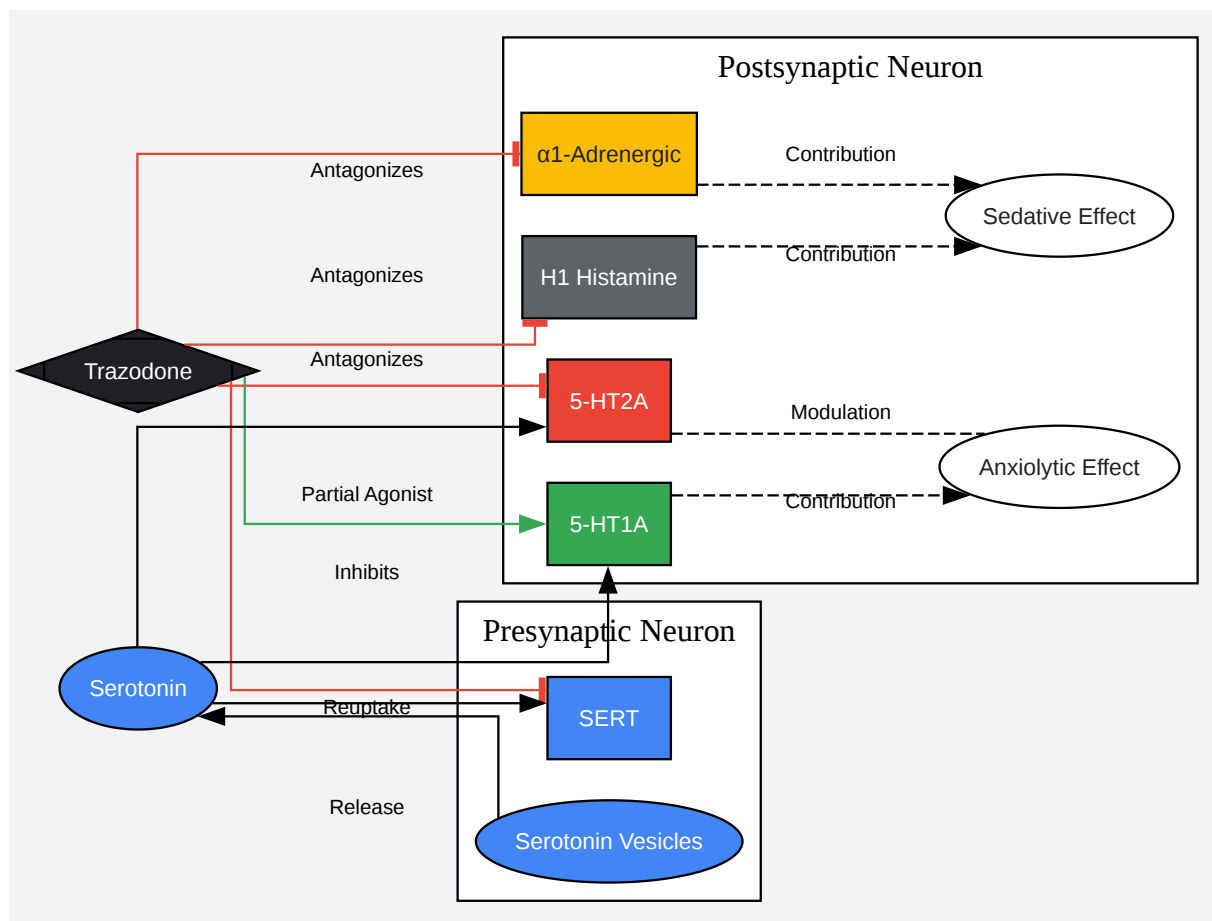 Postsynaptic Neuron
α1-Adrenergic
Contribution
Antagonizes
Sedative Effect
H1 Histamine
Contribution
Antagonizes
Trazodone
Antagonizes
5-HT2A
Modulation
Anxiolytic Effect
Partial Agonist
5-HT1A
Contribution
Inhibits
Presynaptic Neuron
Serotonin
Reuptake
SERT
Release
Serotonin Vesicles